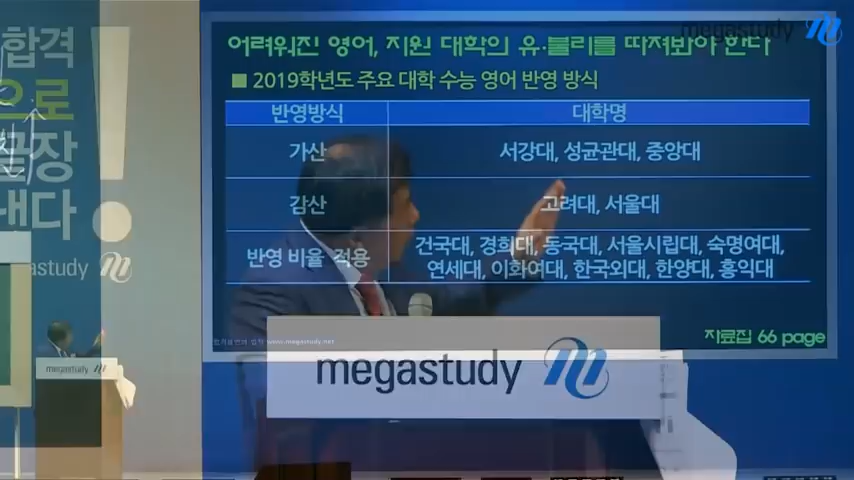 megastudy
어려워진 영어, 지원 대학의 유·불리를 따져봐야 한다
■ 2019학년도 주요 대학 수능 영어 반영 방식
반영방식 대학명
가산 서강대, 성균관대, 중앙대
감산 고려대, 서울대
반영 비율 적용 건국대, 경희대, 동국대, 서울시립대, 숙명여대,
연세대, 이화여대, 한국외대, 한양대, 홍익대
자료집 66 page
www.megastudy.net
합격
으로
끝장
낸다
megastudy
megastudy